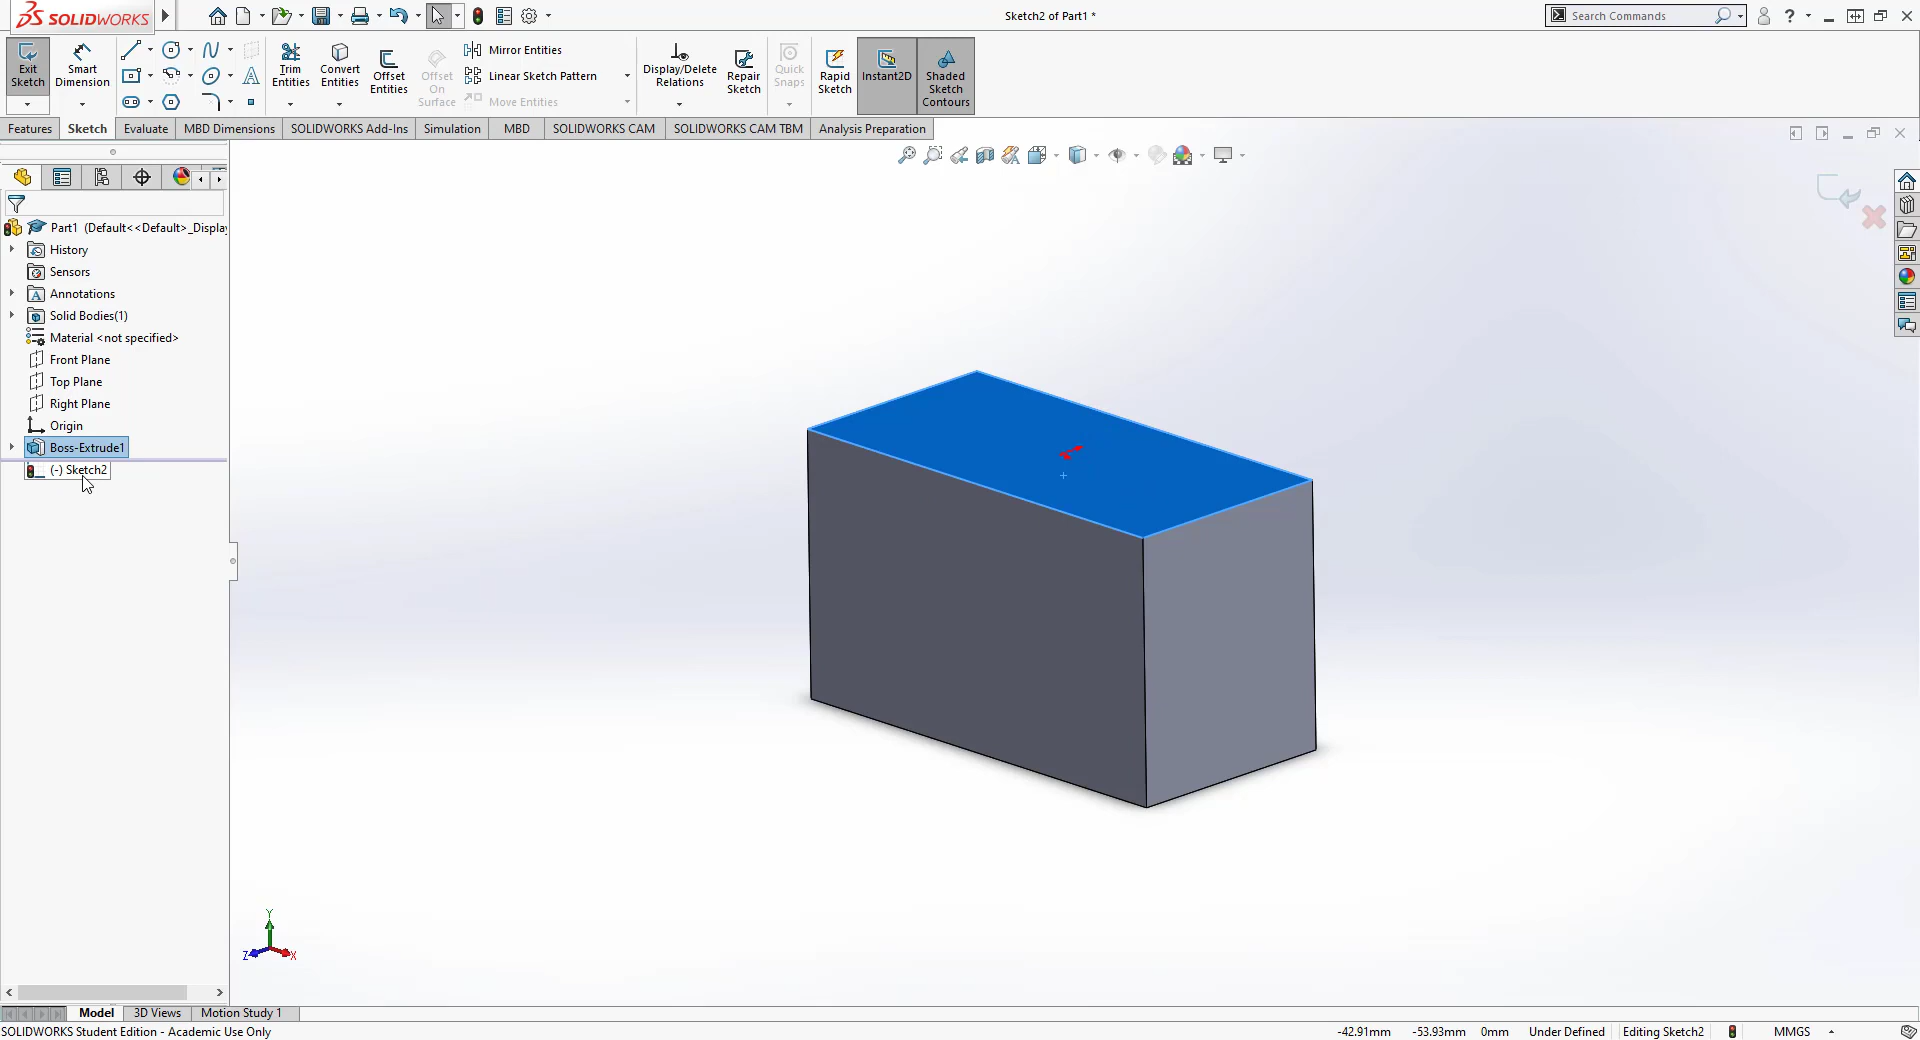 SOLIDWORKS
Sketch2 of Part1 *
Search Commands
Exit Sketch
Smart Dimension
Trim Entities
Convert Entities
Offset Entities
Offset On Surface
Mirror Entities
Linear Sketch Pattern
Move Entities
Display/Delete Relations
Repair Sketch
Quick Snaps
Rapid Sketch
Instant2D
Shaded Sketch Contours
Features
Sketch
Evaluate
MBD Dimensions
SOLIDWORKS Add-Ins
Simulation
MBD
SOLIDWORKS CAM
SOLIDWORKS CAM TBM
Analysis Preparation
Part1 (Default<<Default>_Display
History
Sensors
Annotations
Solid Bodies(1)
Material <not specified>
Front Plane
Top Plane
Right Plane
Origin
Boss-Extrude1
(-) Sketch2
Y
Z
X
Model
3D Views
Motion Study 1
SOLIDWORKS Student Edition - Academic Use Only
-42.91mm
-53.93mm
0mm
Under Defined
Editing Sketch2
MMGS